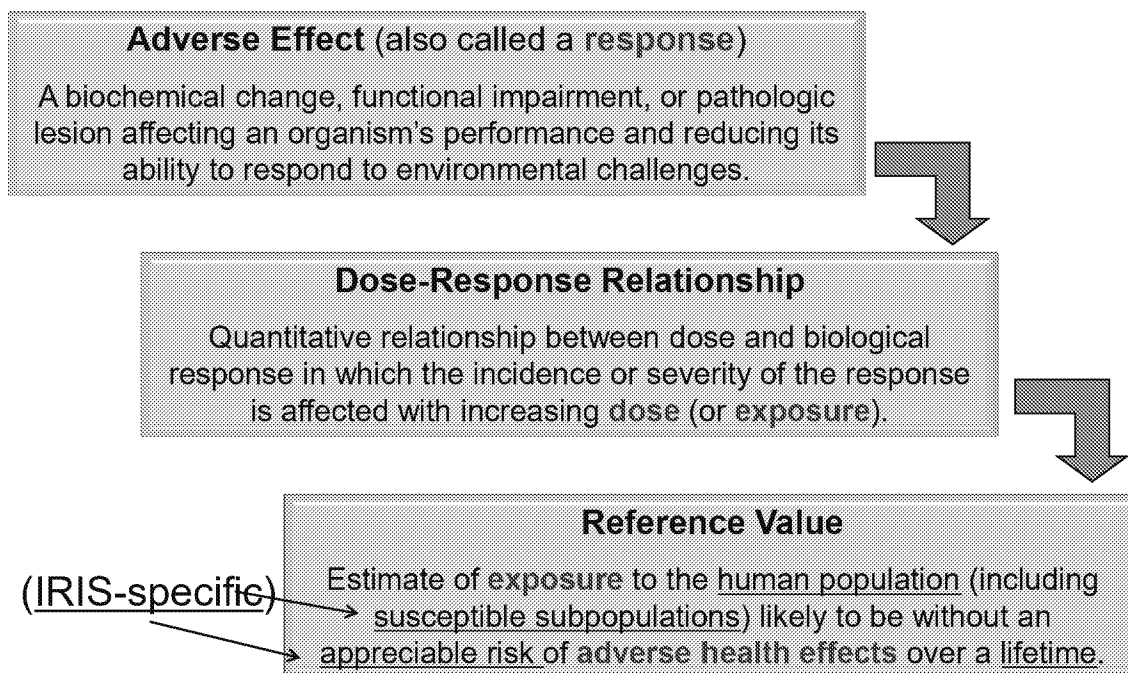 Adverse Effect (also called a response)
A biochemical change, functional impairment, or pathologic
lesion affecting an organism's performance and reducing its
ability to respond to environmental challenges.
Dose-Response Relationship
Quantitative relationship between dose and biological
response in which the incidence or severity of the response
is affected with increasing dose (or exposure).
Reference Value
(IRIS-specific)
Estimate of exposure to the human population (including
susceptible subpopulations) likely to be without an
appreciable risk of adverse health effects over a lifetime.